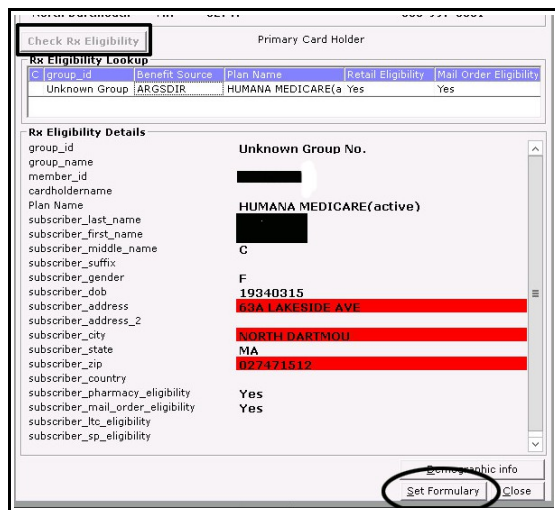 Check Rx Eligibility
Primary Card Holder
Rx Eligibility Lookup
C group_id Benefit Source Plan Name Retail Eligibility Mail Order Eligibility
Unknown Group ARGSDIR HUMANA MEDICARE(a Yes Yes
Rx Eligibility Details
group_id Unknown Group No.
group_name
member_id
cardholdername
Plan Name HUMANA MEDICARE(active)
subscriber_last_name
subscriber_first_name
subscriber_middle_name C
subscriber_suffix
subscriber_gender F
subscriber_dob 19340315
subscriber_address 63A LAKESIDE AVE
subscriber_address_2
subscriber_city NORTH DARTMOU
subscriber_state MA
subscriber_zip 027471512
subscriber_country
subscriber_pharmacy_eligibility Yes
subscriber_mail_order_eligibility Yes
subscriber_ltc_eligibility
subscriber_sp_eligibility
Demographic info
Set Formulary Close